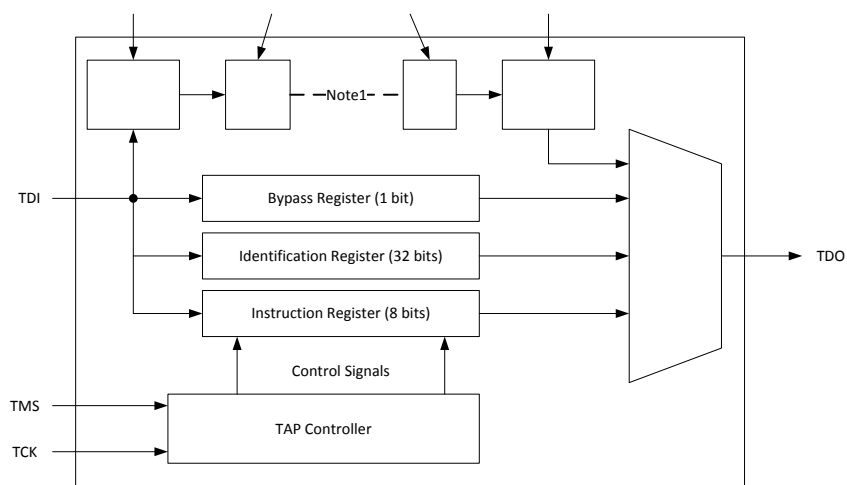 Note1
TDI
Bypass Register (1 bit)
Identification Register (32 bits)
TDO
Instruction Register (8 bits)
Control Signals
TMS
TAP Controller
TCK